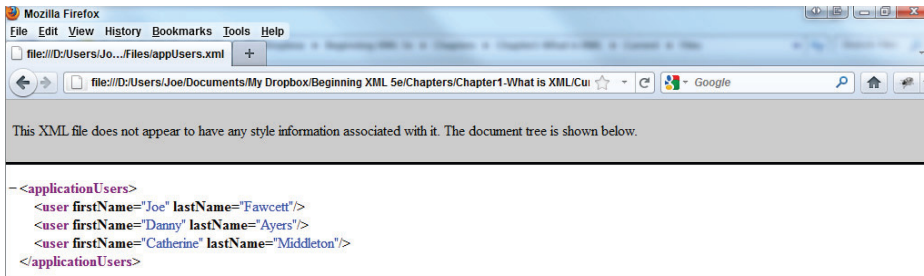 Mozilla Firefox
File Edit View History Bookmarks Tools Help
file:///D:/Users/Jo...Files/appUsers.xml +
file:///D:/Users/Joe/Documents/My Dropbox/Beginning XML 5e/Chapters/Chapter1-What is XML/Cur Google
This XML file does not appear to have any style information associated with it. The document tree is shown below.
– <applicationUsers>
<user firstName="Joe" lastName="Fawcett"/>
<user firstName="Danny" lastName="Ayers"/>
<user firstName="Catherine" lastName="Middleton"/>
</applicationUsers>